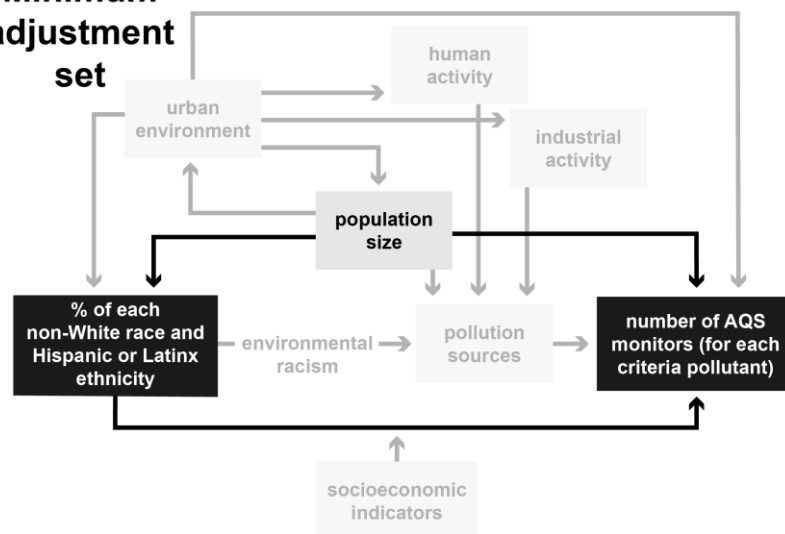 adjustment
set
human
activity
urban
environment
industrial
activity
population
size
% of each
non-White race and
Hispanic or Latinx
ethnicity
environmental
racism
pollution
sources
number of AQS
monitors (for each
criteria pollutant)
socioeconomic
indicators